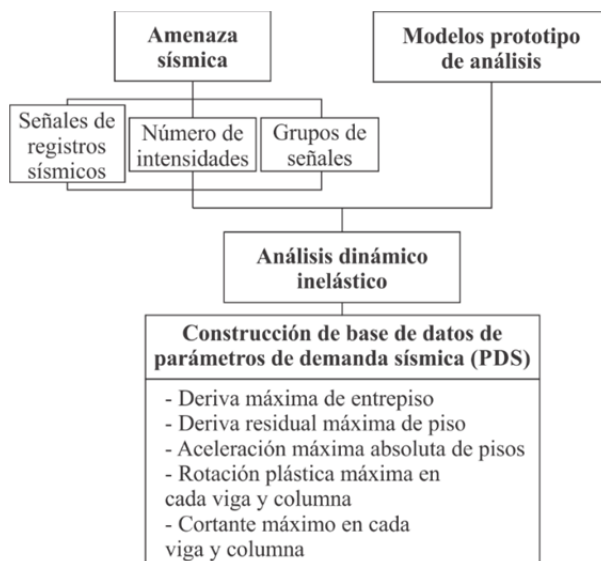 Amenaza
sísmica
Modelos prototipo
de análisis
Señales de
registros
sísmicos
Número de
intensidades
Grupos de
señales
Análisis dinámico
inelástico
Construcción de base de datos de
parámetros de demanda sísmica (PDS)
- Deriva máxima de entrepiso
- Deriva residual máxima de piso
- Aceleración máxima absoluta de pisos
- Rotación plástica máxima en
cada viga y columna
- Cortante máximo en cada
viga y columna